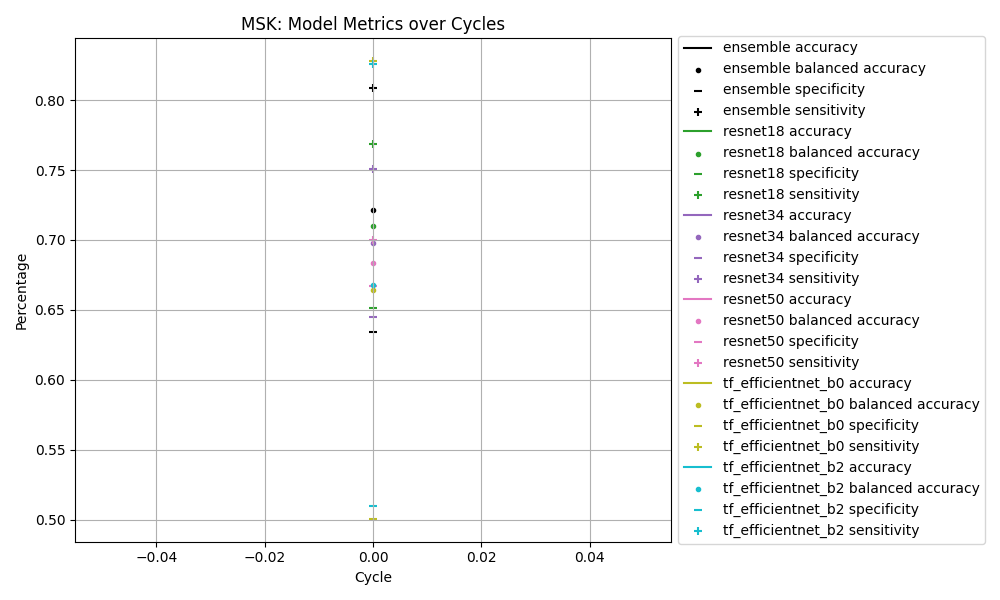 MSK: Model Metrics over Cycles
Percentage
0.80
0.75
0.70
0.65
0.60
0.55
0.50
−0.04
−0.02
0.00
0.02
0.04
Cycle
ensemble accuracy
ensemble balanced accuracy
ensemble specificity
ensemble sensitivity
resnet18 accuracy
resnet18 balanced accuracy
resnet18 specificity
resnet18 sensitivity
resnet34 accuracy
resnet34 balanced accuracy
resnet34 specificity
resnet34 sensitivity
resnet50 accuracy
resnet50 balanced accuracy
resnet50 specificity
resnet50 sensitivity
tf_efficientnet_b0 accuracy
tf_efficientnet_b0 balanced accuracy
tf_efficientnet_b0 specificity
tf_efficientnet_b0 sensitivity
tf_efficientnet_b2 accuracy
tf_efficientnet_b2 balanced accuracy
tf_efficientnet_b2 specificity
tf_efficientnet_b2 sensitivity